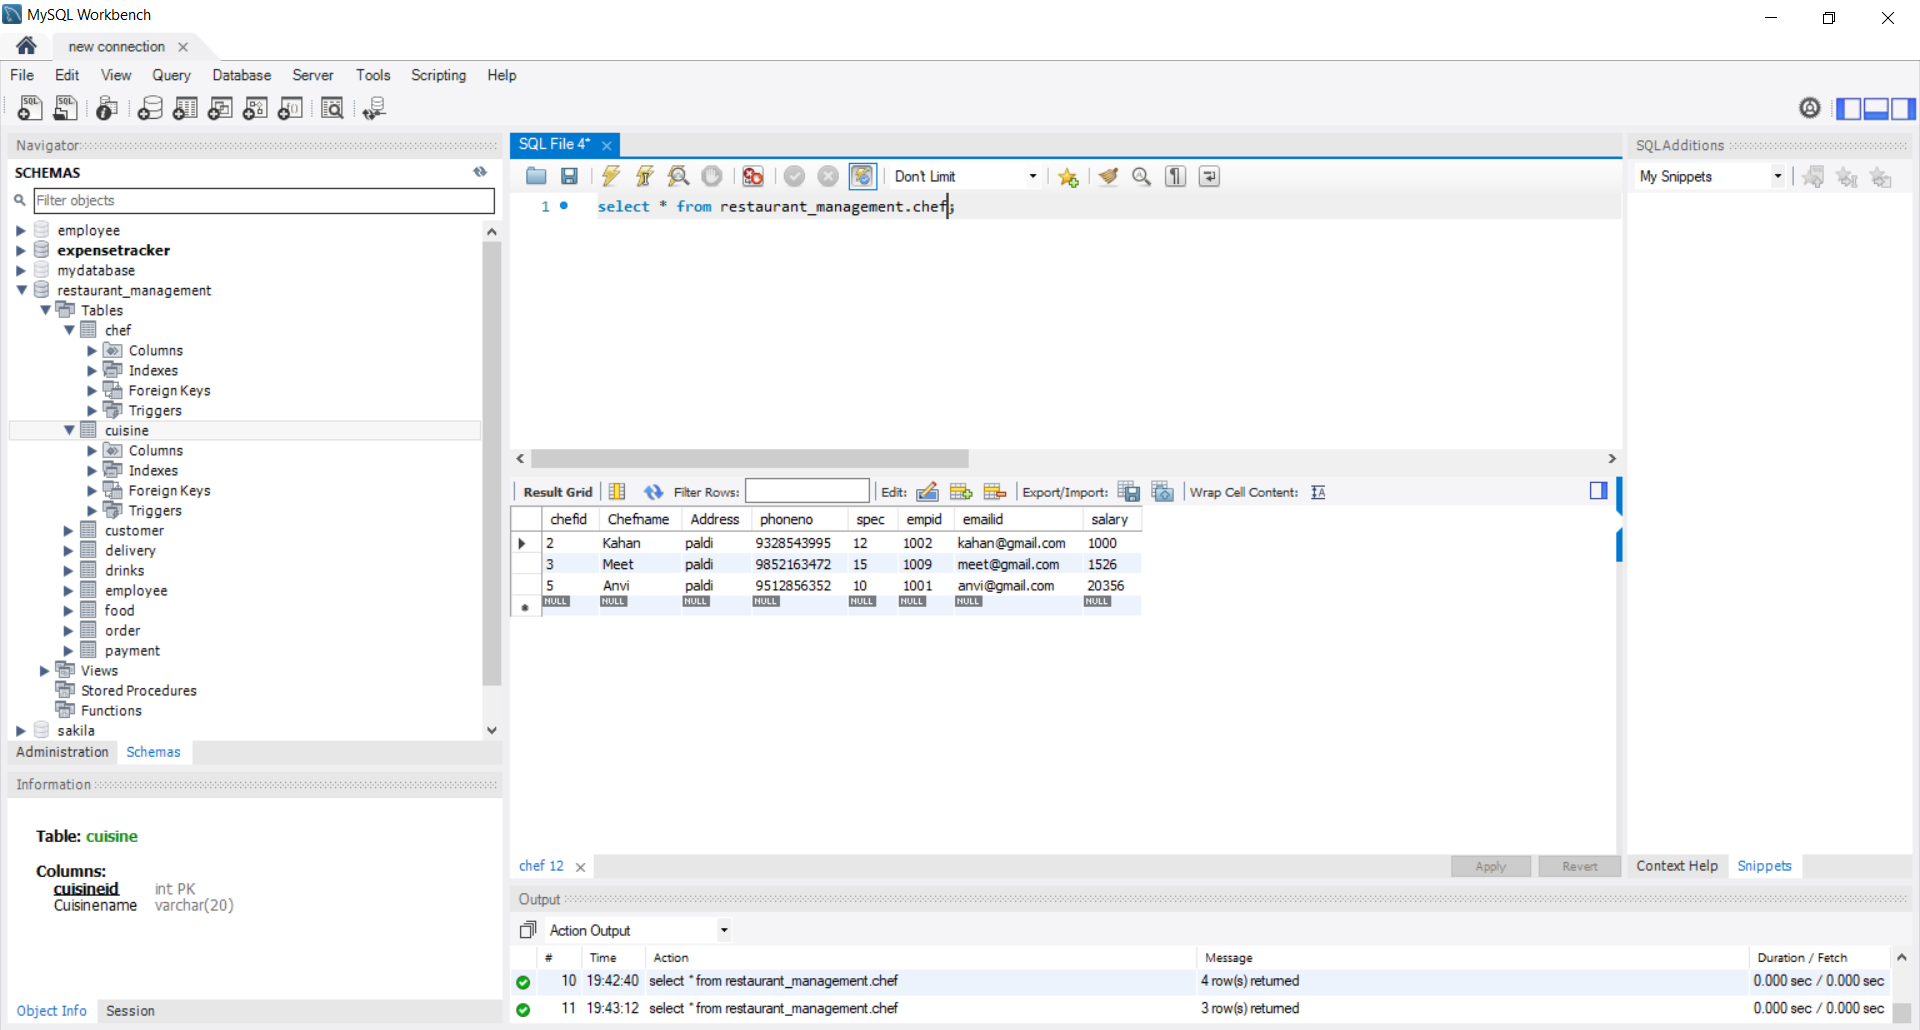 MySQL Workbench
new connection
File Edit View Query Database Server Tools Scripting Help
Navigator
SCHEMAS
Filter objects
employee
expensetracker
mydatabase
restaurant_management
Tables
chef
Columns
Indexes
Foreign Keys
Triggers
cuisine
Columns
Indexes
Foreign Keys
Triggers
customer
delivery
drinks
employee
food
order
payment
Views
Stored Procedures
Functions
sakila
Administration Schemas
Information
Table: cuisine
Columns:
cuisineid int PK
Cuisinename varchar(20)
Object Info Session
SQL File 4*
Don't Limit
1 select * from restaurant_management.chef;
Result Grid Filter Rows: Edit: Export/Import: Wrap Cell Content:
chefid Chefname Address phoneno spec empid emailid salary
2 Kahan paldi 9328543995 12 1002 kahan@gmail.com 1000
3 Meet paldi 9852163472 15 1009 meet@gmail.com 1526
5 Anvi paldi 9512856352 10 1001 anvi@gmail.com 20356
NULL NULL NULL NULL NULL NULL NULL NULL
chef 12 Apply Revert
Output
Action Output
# Time Action Message Duration / Fetch
10 19:42:40 select * from restaurant_management.chef 4 row(s) returned 0.000 sec / 0.000 sec
11 19:43:12 select * from restaurant_management.chef 3 row(s) returned 0.000 sec / 0.000 sec
SQLAdditions
My Snippets
Context Help Snippets